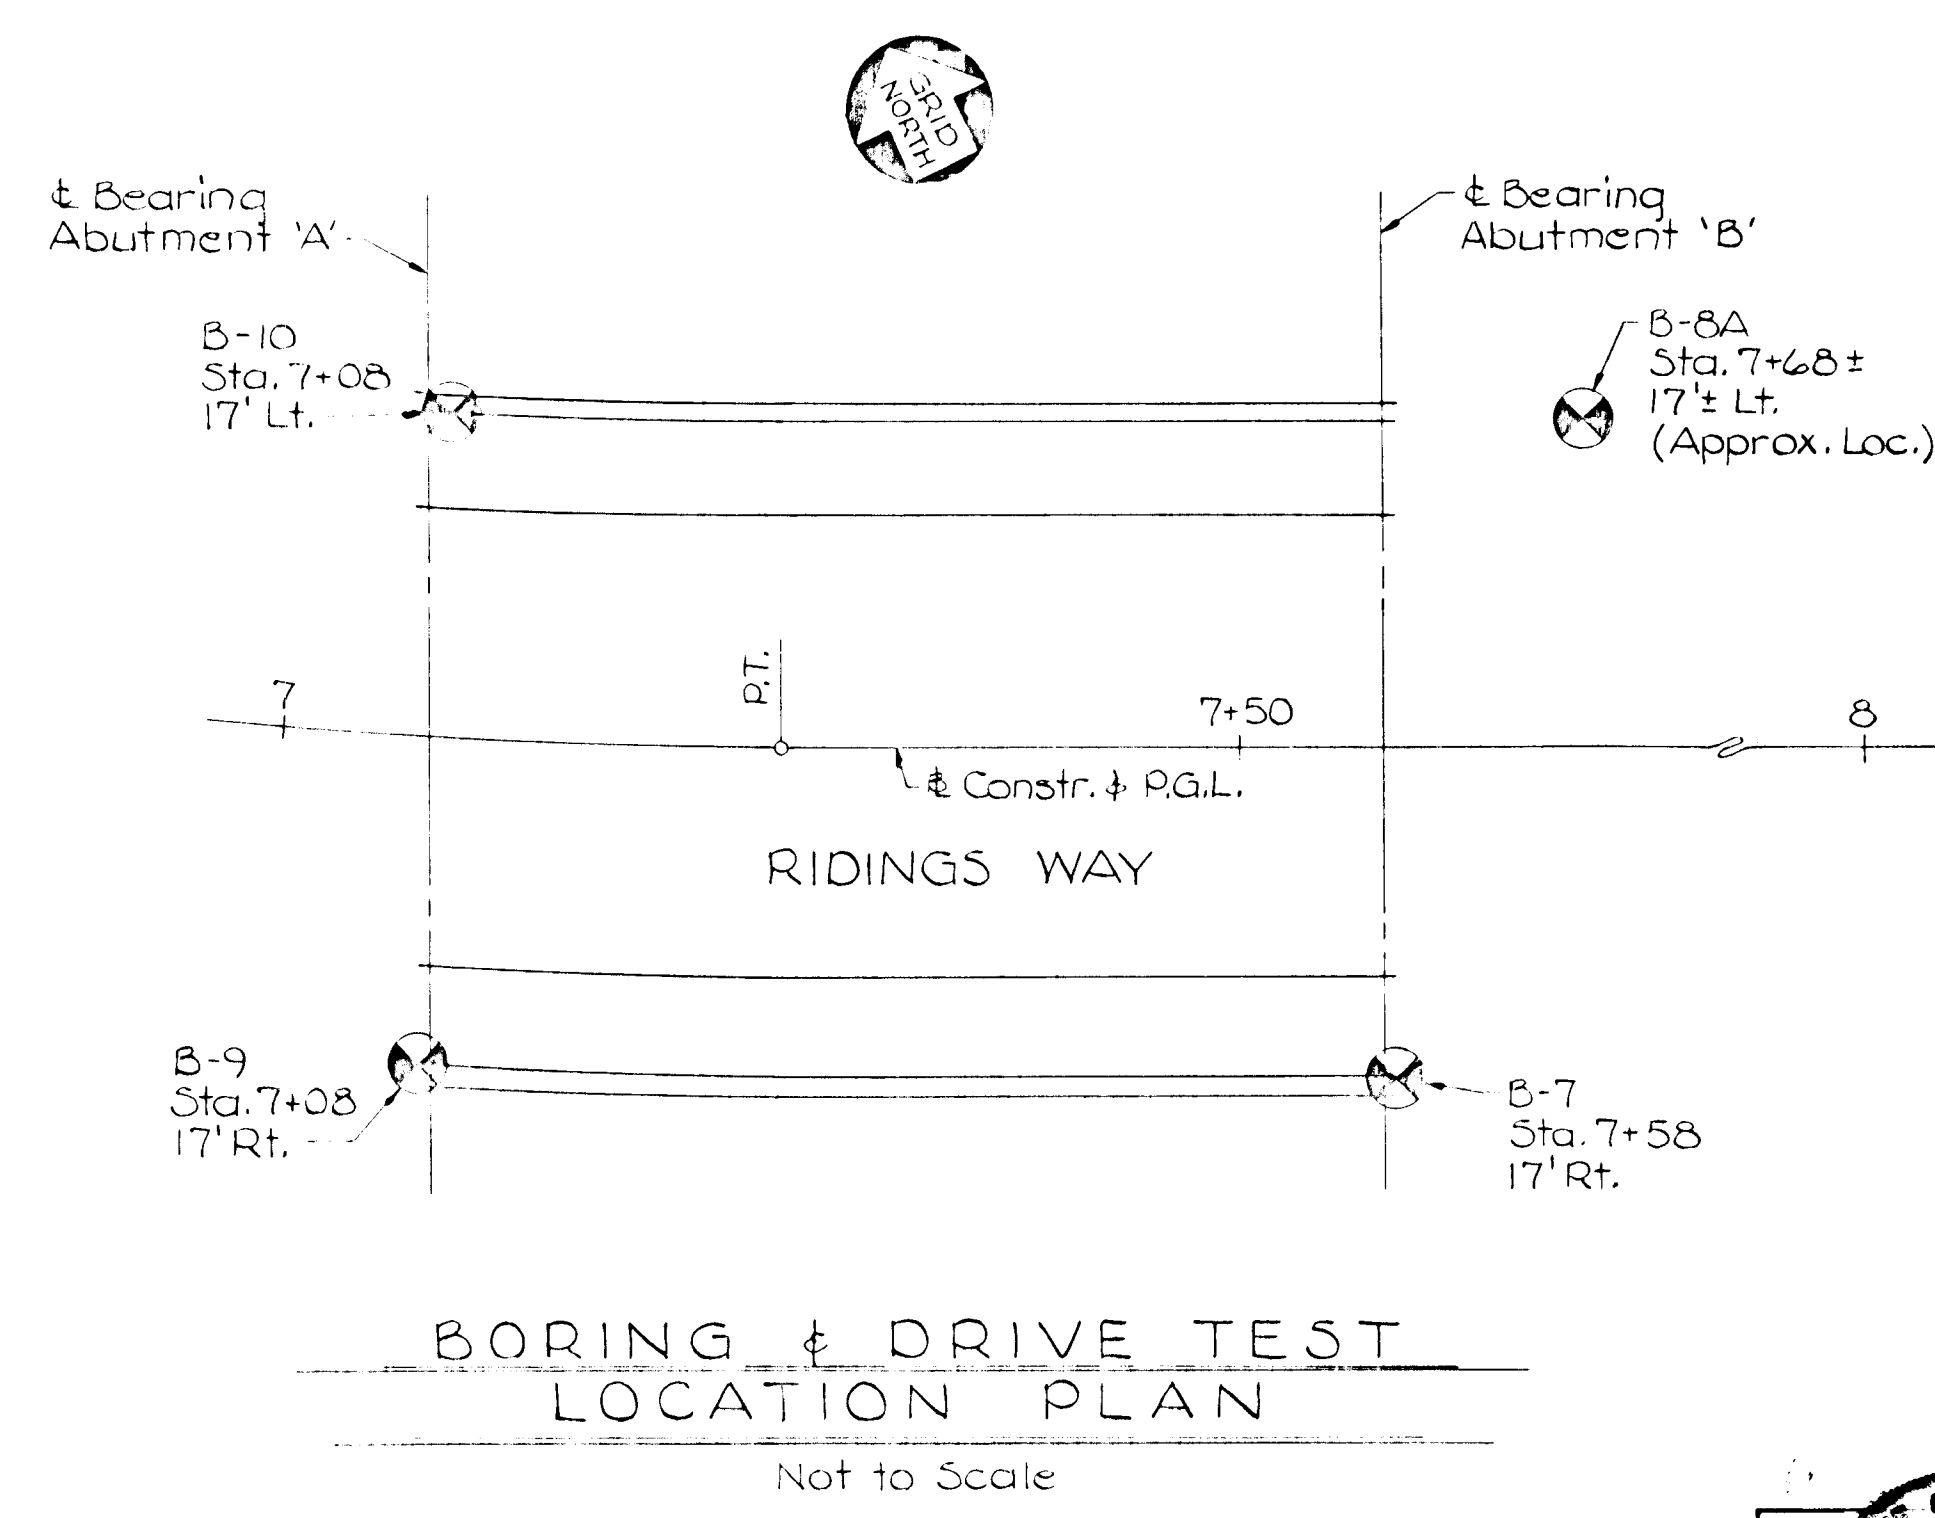 GRID
NORTH
℄ Bearing
Abutment 'A'
℄ Bearing
Abutment 'B'
B-10
Sta. 7+08
17' Lt.
B-8A
Sta. 7+68±
17'± Lt.
(Approx. Loc.)
P.T.
7
7+50
8
℄ Constr. & P.G.L.
RIDINGS WAY
B-9
Sta. 7+08
17' Rt.
B-7
Sta. 7+58
17' Rt.
BORING & DRIVE TEST
LOCATION PLAN
Not to Scale